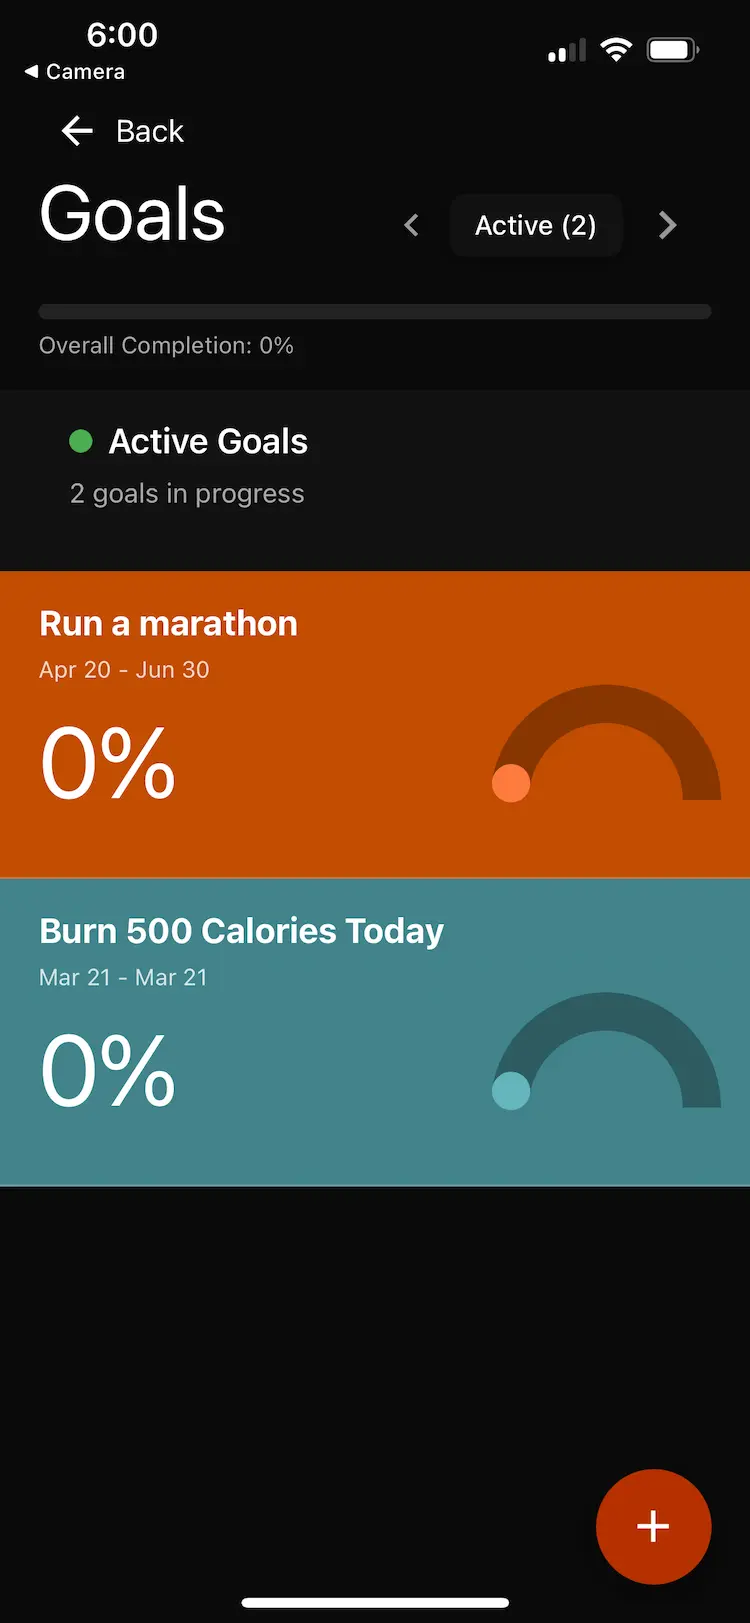 6:00
◀ Camera
← Back
Goals
< Active (2) >
Overall Completion: 0%
Active Goals
2 goals in progress
Run a marathon
Apr 20 - Jun 30
0%
Burn 500 Calories Today
Mar 21 - Mar 21
0%
+